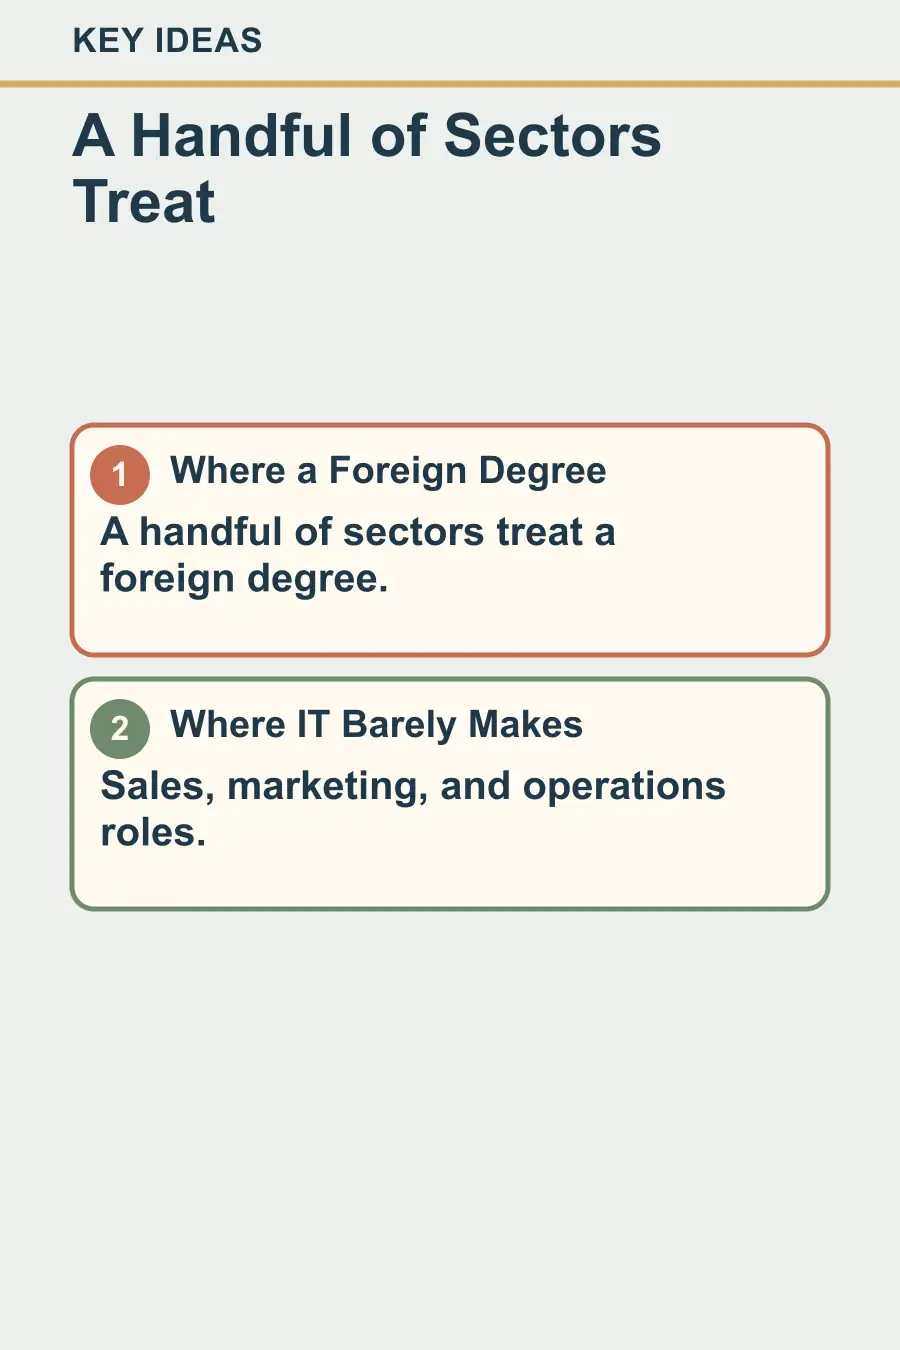 KEY IDEAS
A Handful of Sectors
Treat
1 Where a Foreign Degree
A handful of sectors treat a
foreign degree.
2 Where IT Barely Makes
Sales, marketing, and operations
roles.